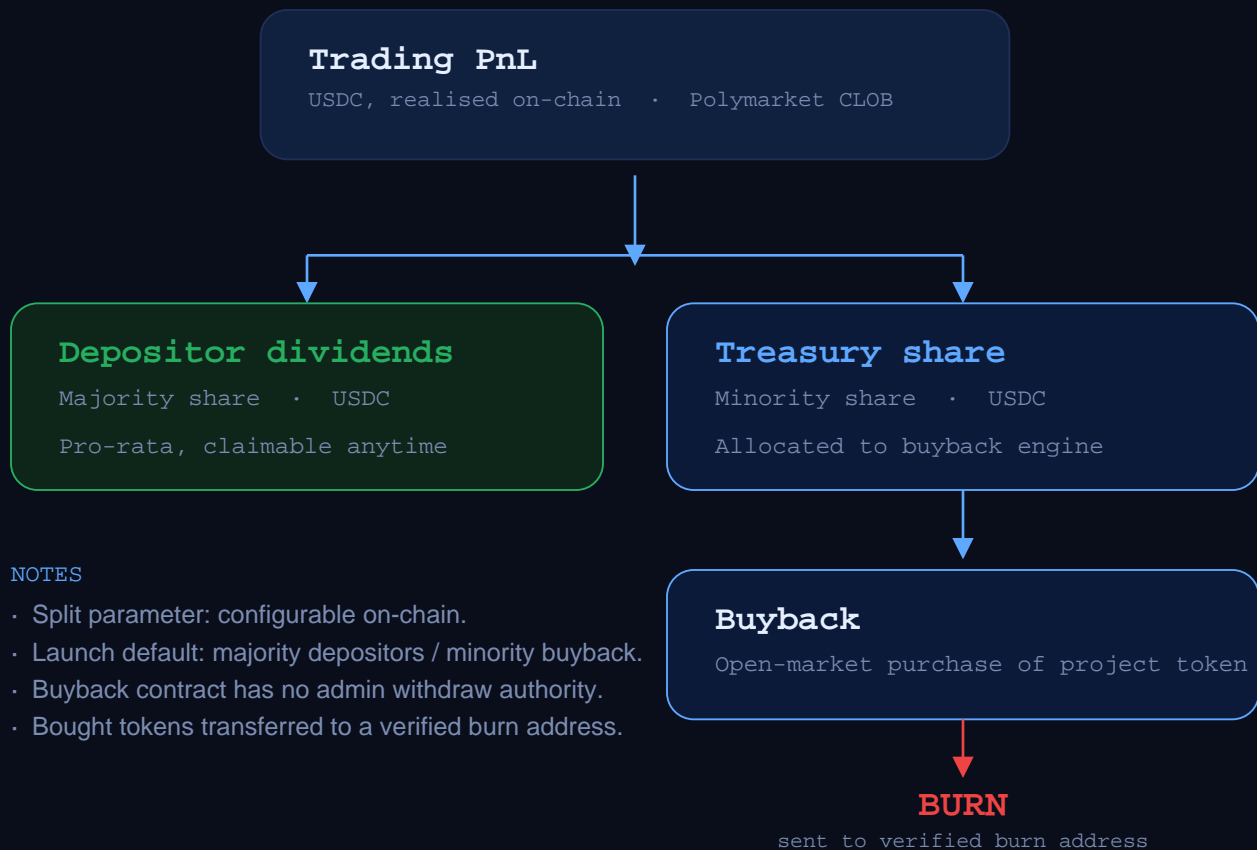 Trading PnL
USDC, realised on-chain · Polymarket CLOB
Depositor dividends
Majority share · USDC
Pro-rata, claimable anytime
Treasury share
Minority share · USDC
Allocated to buyback engine
NOTES
· Split parameter: configurable on-chain.
· Launch default: majority depositors / minority buyback.
· Buyback contract has no admin withdraw authority.
· Bought tokens transferred to a verified burn address.
Buyback
Open-market purchase of project token
BURN
sent to verified burn address